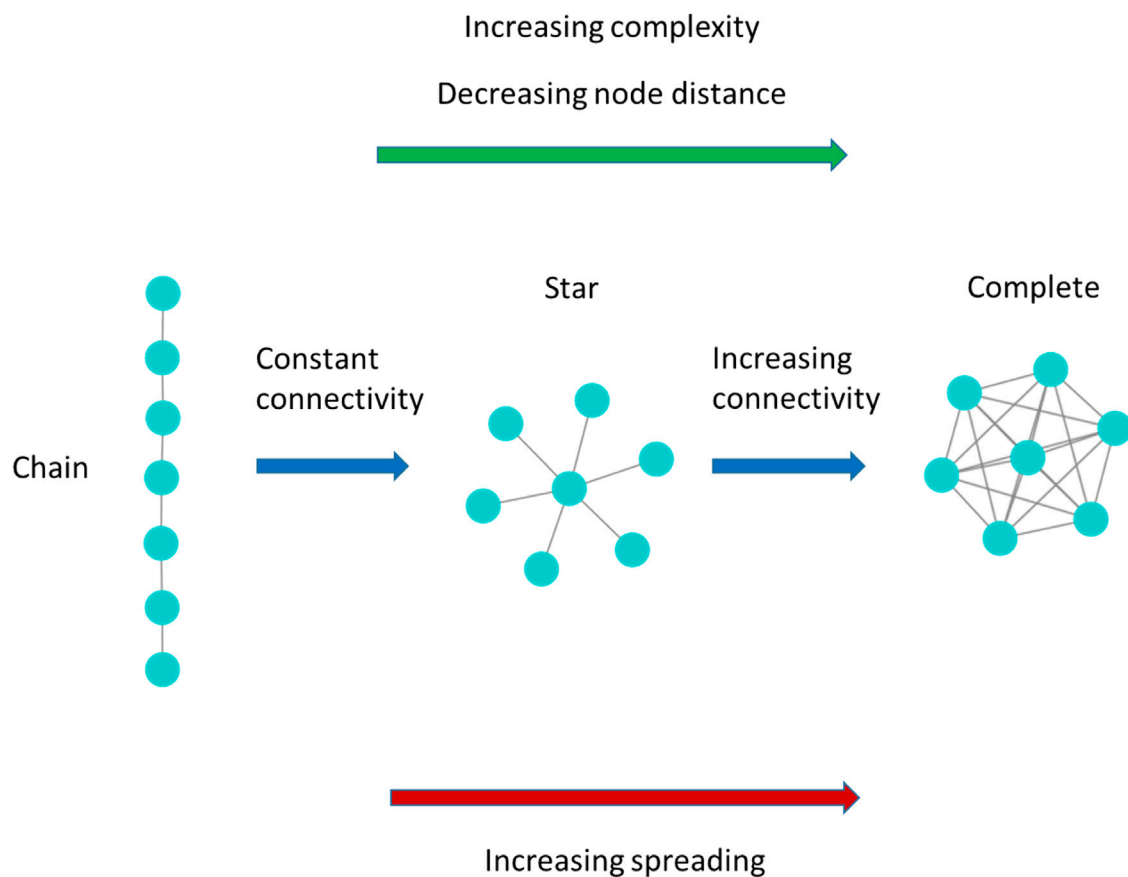 Increasing complexity
Decreasing node distance
Star
Complete
Constant
connectivity
Increasing
connectivity
Chain
Increasing spreading